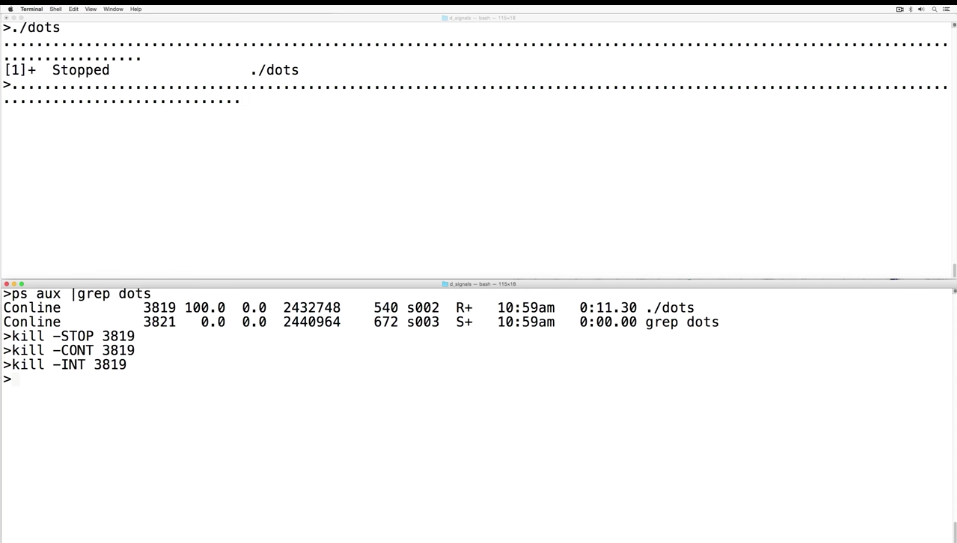 Terminal Shell Edit View Window Help
d_signals — bash — 115×18
>./dots
...................................................................................................................
.................
[1]+  Stopped                 ./dots
>..................................................................................................................
.............................
d_signals — bash — 115×18
>ps aux |grep dots
Conline          3819 100.0  0.0  2432748    540 s002  R+   10:59am   0:11.30 ./dots
Conline          3821   0.0  0.0  2440964    672 s003  S+   10:59am   0:00.00 grep dots
>kill -STOP 3819
>kill -CONT 3819
>kill -INT 3819
>